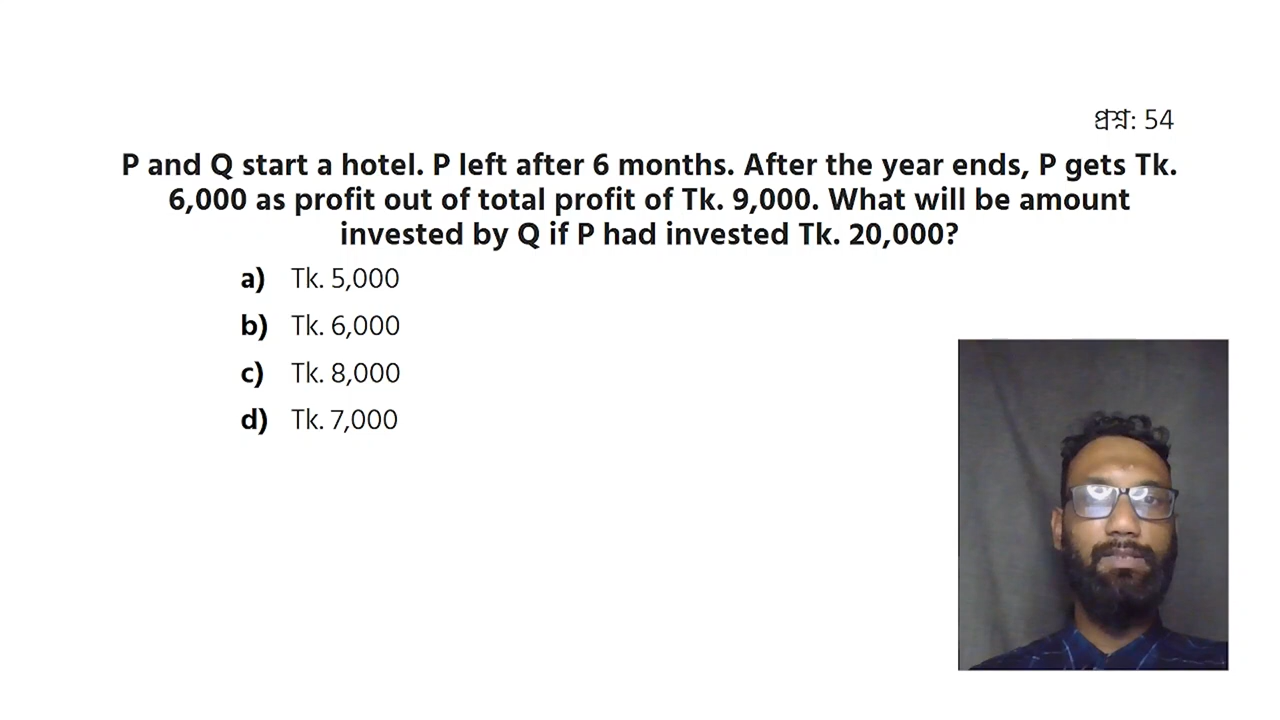 প্রশ্ন: 54
P and Q start a hotel. P left after 6 months. After the year ends, P gets Tk.
6,000 as profit out of total profit of Tk. 9,000. What will be amount
invested by Q if P had invested Tk. 20,000?
a) Tk. 5,000
b) Tk. 6,000
c) Tk. 8,000
d) Tk. 7,000